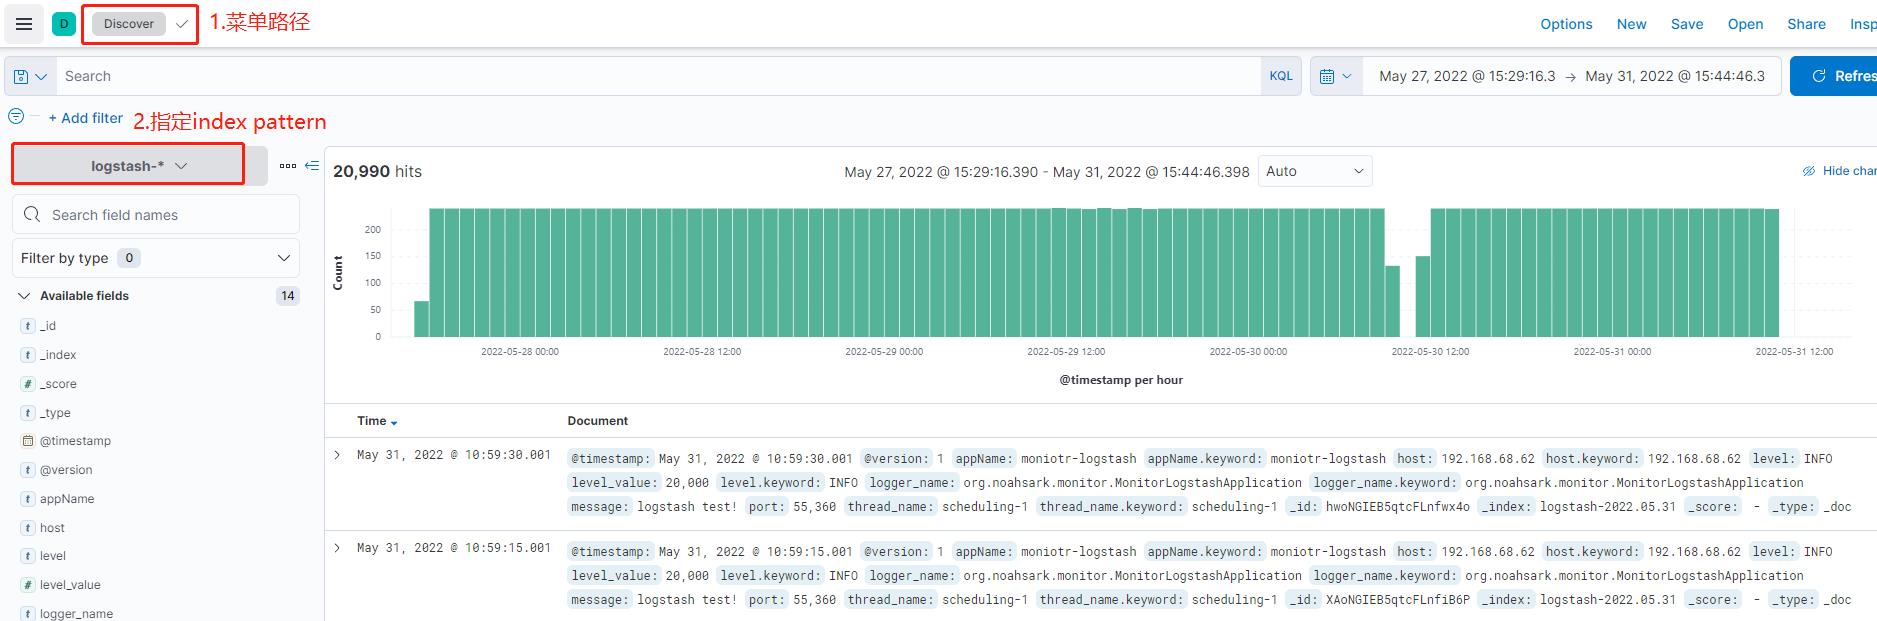 D Discover 1.菜单路径 Options New Save Open Share Insp
Search KQL May 27, 2022 @ 15:29:16.3 → May 31, 2022 @ 15:44:46.3 Refres
+ Add filter 2.指定index pattern
logstash-*
20,990 hits May 27, 2022 @ 15:29:16.390 - May 31, 2022 @ 15:44:46.398 Auto Hide char
Search field names
Filter by type 0
Available fields 14
t _id
t _index
# _score
t _type
@timestamp
t @version
t appName
t host
t level
# level_value
t logger_name
Count
200
150
100
50
0
2022-05-28 00:00 2022-05-28 12:00 2022-05-29 00:00 2022-05-29 12:00 2022-05-30 00:00 2022-05-30 12:00 2022-05-31 00:00 2022-05-31 12:00
@timestamp per hour
Time Document
May 31, 2022 @ 10:59:30.001 @timestamp: May 31, 2022 @ 10:59:30.001 @version: 1 appName: moniotr-logstash appName.keyword: moniotr-logstash host: 192.168.68.62 host.keyword: 192.168.68.62 level: INFO
level_value: 20,000 level.keyword: INFO logger_name: org.noahsark.monitor.MonitorLogstashApplication logger_name.keyword: org.noahsark.monitor.MonitorLogstashApplication
message: logstash test! port: 55,360 thread_name: scheduling-1 thread_name.keyword: scheduling-1 _id: hwoNGIEB5qtcFLnfwx4o _index: logstash-2022.05.31 _score: - _type: _doc
May 31, 2022 @ 10:59:15.001 @timestamp: May 31, 2022 @ 10:59:15.001 @version: 1 appName: moniotr-logstash appName.keyword: moniotr-logstash host: 192.168.68.62 host.keyword: 192.168.68.62 level: INFO
level_value: 20,000 level.keyword: INFO logger_name: org.noahsark.monitor.MonitorLogstashApplication logger_name.keyword: org.noahsark.monitor.MonitorLogstashApplication
message: logstash test! port: 55,360 thread_name: scheduling-1 thread_name.keyword: scheduling-1 _id: XAoNGIEB5qtcFLnfiB6P _index: logstash-2022.05.31 _score: - _type: _doc